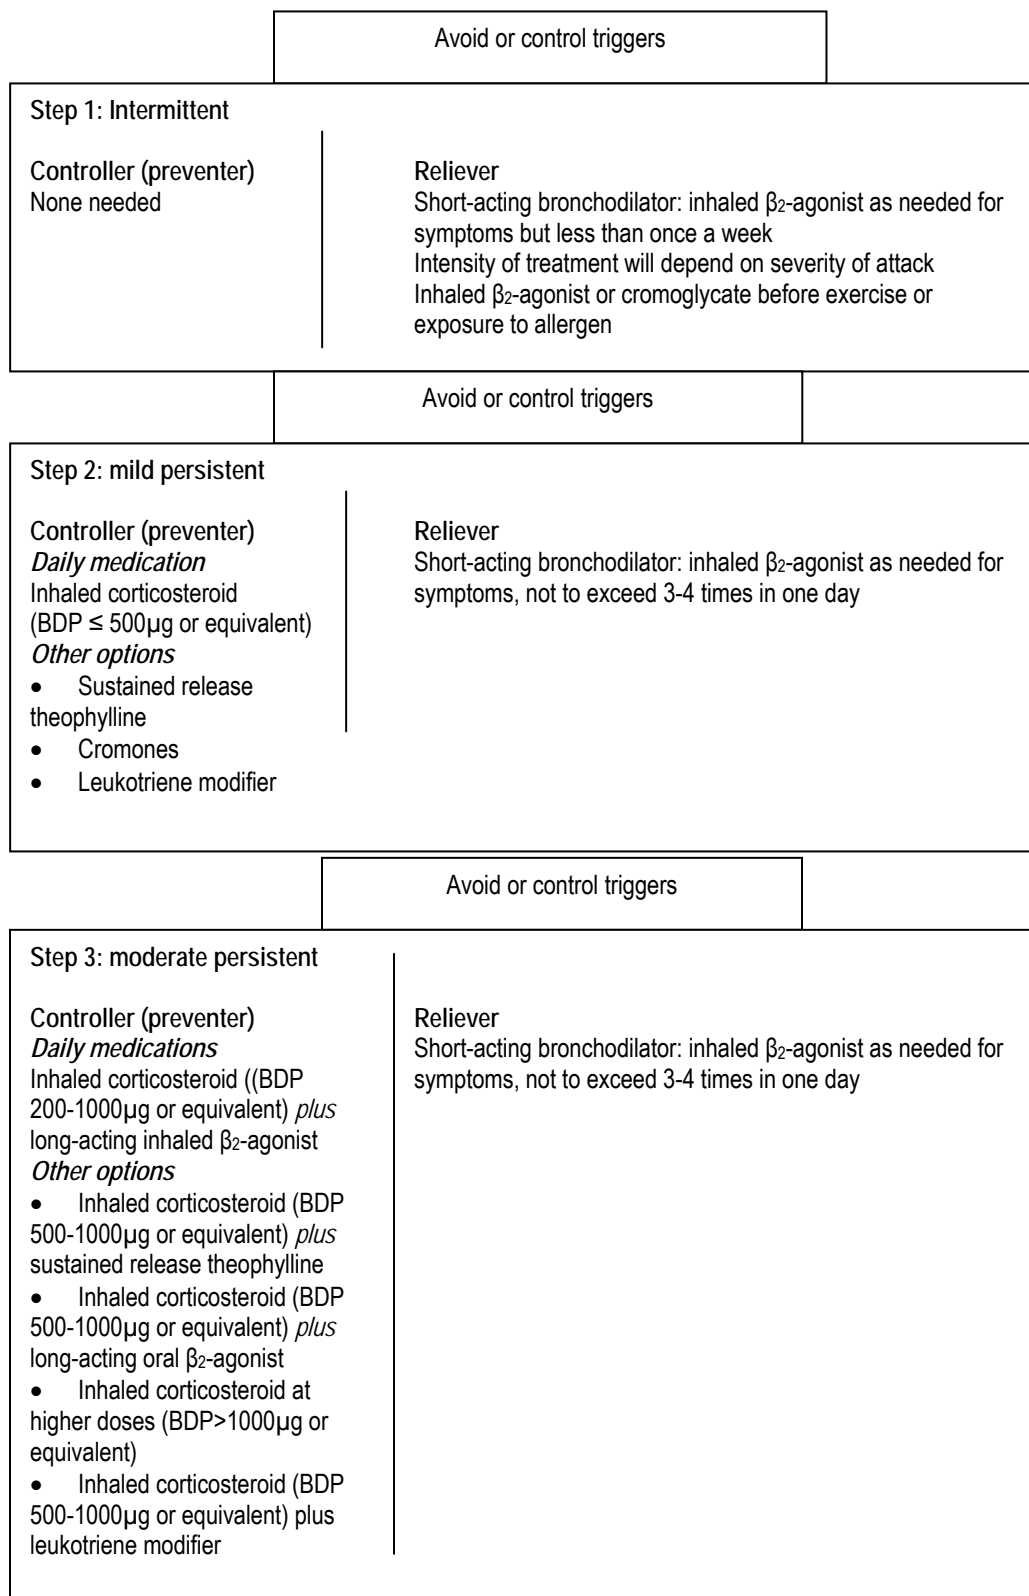 Avoid or control triggers
Step 1: Intermittent
Controller (preventer)
None needed
Reliever
Short-acting bronchodilator: inhaled β₂-agonist as needed for
symptoms but less than once a week
Intensity of treatment will depend on severity of attack
Inhaled β₂-agonist or cromoglycate before exercise or
exposure to allergen
Avoid or control triggers
Step 2: mild persistent
Controller (preventer)
Daily medication
Inhaled corticosteroid
(BDP ≤ 500µg or equivalent)
Other options
• Sustained release
theophylline
• Cromones
• Leukotriene modifier
Reliever
Short-acting bronchodilator: inhaled β₂-agonist as needed for
symptoms, not to exceed 3-4 times in one day
Avoid or control triggers
Step 3: moderate persistent
Controller (preventer)
Daily medications
Inhaled corticosteroid ((BDP
200-1000µg or equivalent) plus
long-acting inhaled β₂-agonist
Other options
• Inhaled corticosteroid (BDP
500-1000µg or equivalent) plus
sustained release theophylline
• Inhaled corticosteroid (BDP
500-1000µg or equivalent) plus
long-acting oral β₂-agonist
• Inhaled corticosteroid at
higher doses (BDP>1000µg or
equivalent)
• Inhaled corticosteroid (BDP
500-1000µg or equivalent) plus
leukotriene modifier
Reliever
Short-acting bronchodilator: inhaled β₂-agonist as needed for
symptoms, not to exceed 3-4 times in one day